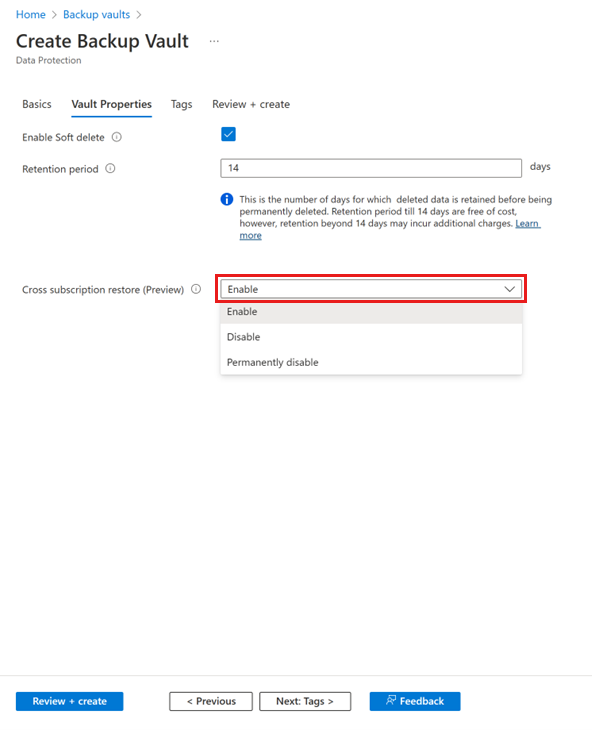 Home > Backup vaults >
Create Backup Vault ...
Data Protection
Basics Vault Properties Tags Review + create
Enable Soft delete
Retention period 14 days
This is the number of days for which deleted data is retained before being
permanently deleted. Retention period till 14 days are free of cost,
however, retention beyond 14 days may incur additional charges. Learn
more
Cross subscription restore (Preview) Enable
Enable
Disable
Permanently disable
Review + create < Previous Next: Tags > Feedback